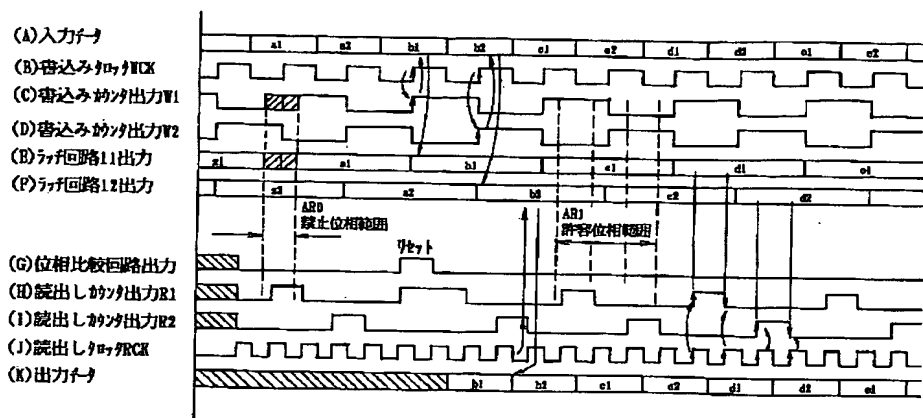 (A)入力データ
a1 a2 b1 b2 c1 c2 d1 d2 e1 e2
(B)書込みクロックWCK
(C)書込みカウンタ出力W1
(D)書込みカウンタ出力W2
(E)ラッチ回路11出力
z1 a1 b1 c1 d1 e1
(F)ラッチ回路12出力
z2 a2 b2 c2 d2
ARD
禁止位相範囲
ARJ
許容位相範囲
リセット
(G)位相比較回路出力
(H)読出しカウンタ出力R1
(I)読出しカウンタ出力R2
(J)読出しクロックRCK
(K)出力データ
b1 b2 c1 c2 d1 d2 e1